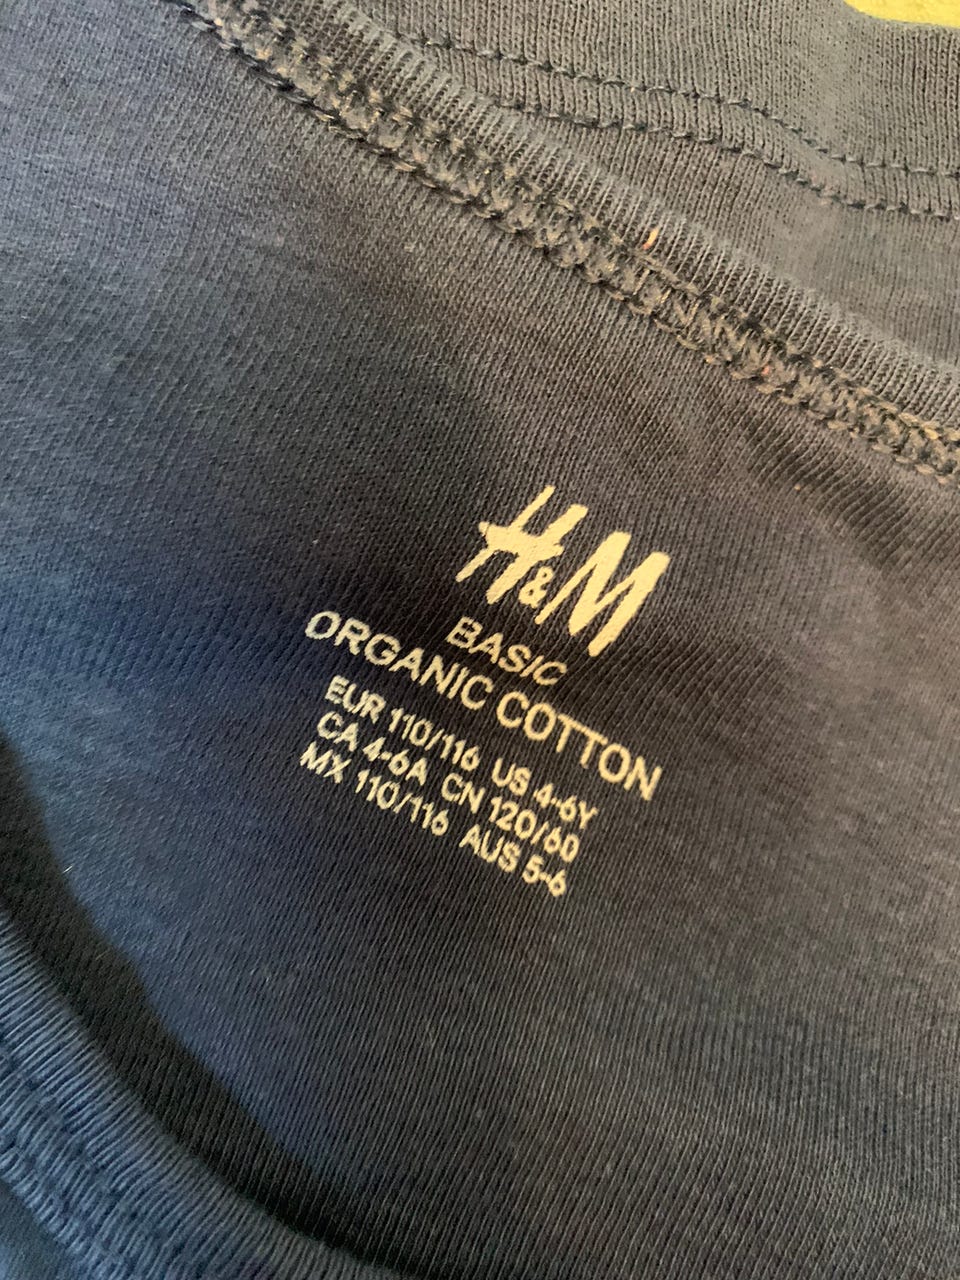 H&M
BASIC
ORGANIC COTTON
EUR 110/116 US 4-6Y
CA 4-6A CN 120/60
MX 110/116 AUS 5-6